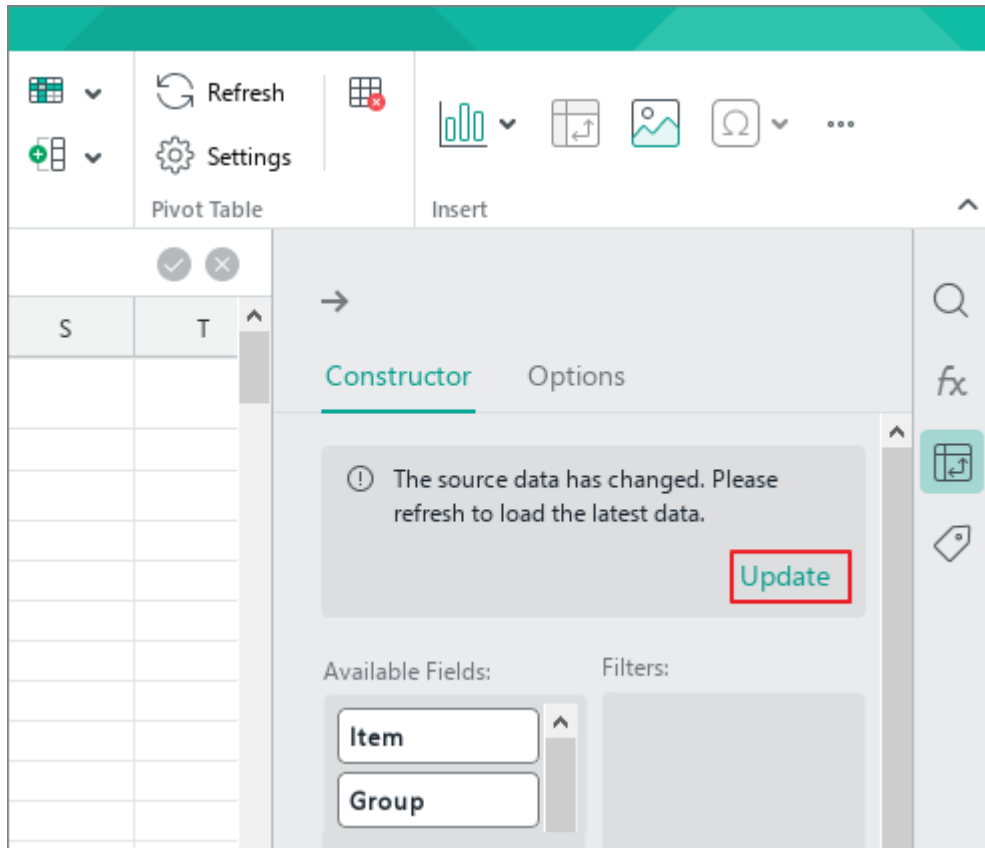 Refresh
Settings
Pivot Table
Insert
S
T
Constructor
Options
fx
The source data has changed. Please
refresh to load the latest data.
Update
Available Fields:
Filters:
Item
Group